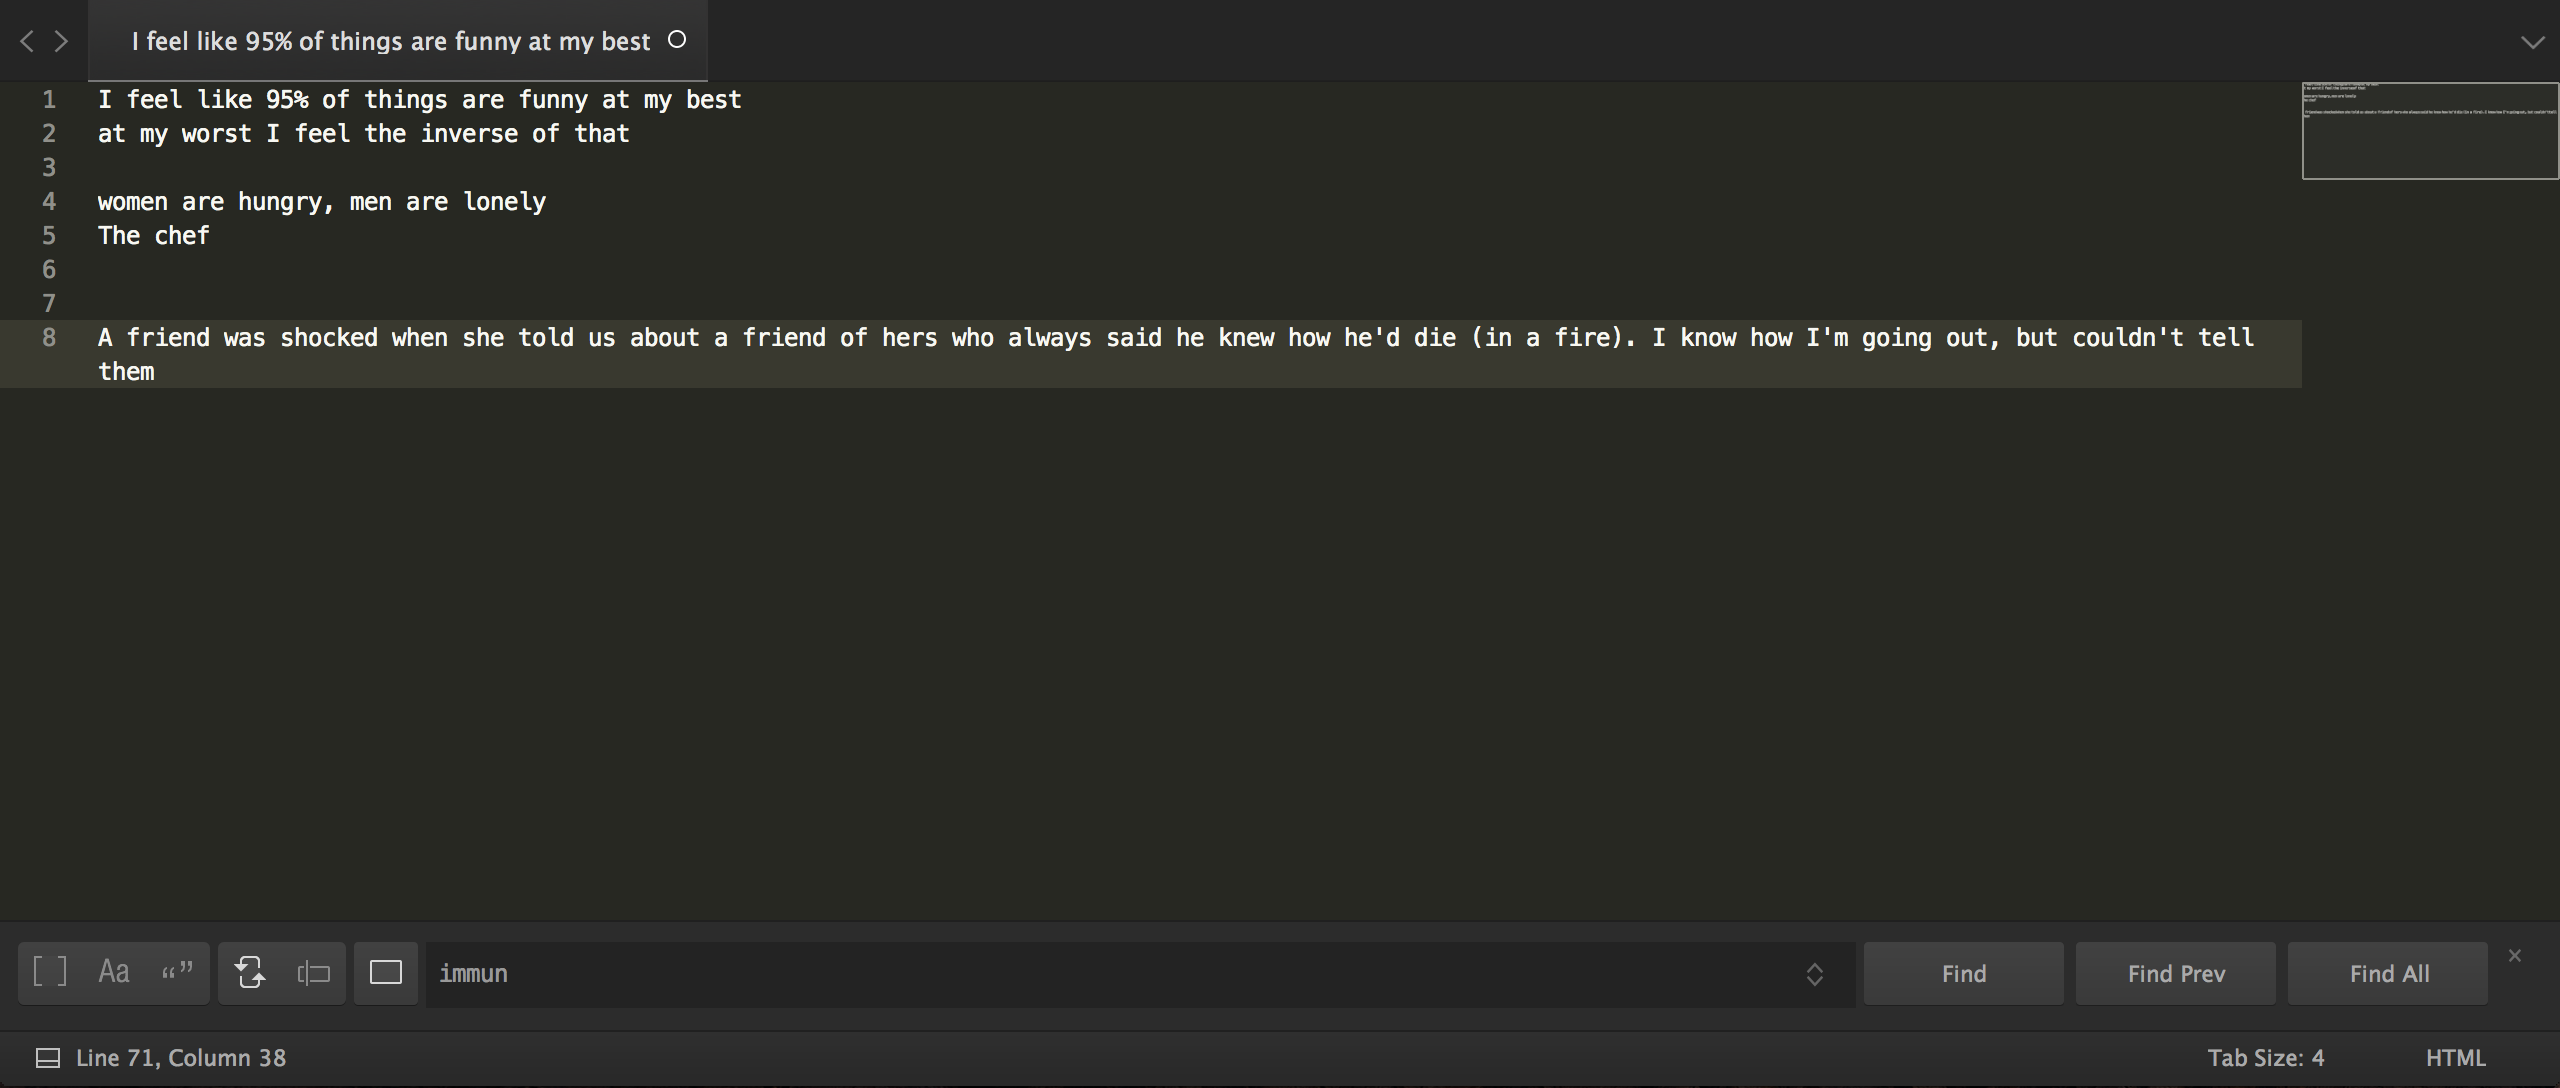 I feel like 95% of things are funny at my best
1 I feel like 95% of things are funny at my best
2 at my worst I feel the inverse of that
3
4 women are hungry, men are lonely
5 The chef
6
7
8 A friend was shocked when she told us about a friend of hers who always said he knew how he'd die (in a fire). I know how I'm going out, but couldn't tell
them
Aa “” immun Find Find Prev Find All
Line 71, Column 38 Tab Size: 4 HTML